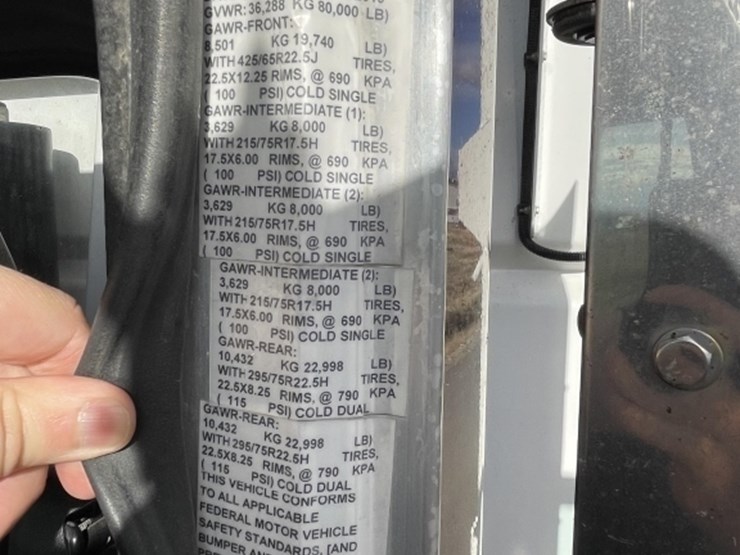 GVWR: 36,288 KG 80,000 LB)
GAWR-FRONT:
8,501 KG 19,740 LB)
WITH 425/65R22.5J TIRES,
22.5X12.25 RIMS, @ 690 KPA
( 100 PSI) COLD SINGLE
GAWR-INTERMEDIATE (1):
3,629 KG 8,000 LB)
WITH 215/75R17.5H TIRES,
17.5X6.00 RIMS, @ 690 KPA
( 100 PSI) COLD SINGLE
GAWR-INTERMEDIATE (2):
3,629 KG 8,000 LB)
WITH 215/75R17.5H TIRES,
17.5X6.00 RIMS, @ 690 KPA
( 100 PSI) COLD SINGLE
GAWR-INTERMEDIATE (2):
3,629 KG 8,000 LB)
WITH 215/75R17.5H TIRES,
17.5X6.00 RIMS, @ 690 KPA
( 100 PSI) COLD SINGLE
GAWR-REAR:
10,432 KG 22,998 LB)
WITH 295/75R22.5H TIRES,
22.5X8.25 RIMS, @ 790 KPA
( 115 PSI) COLD DUAL
GAWR-REAR:
10,432 KG 22,998 LB)
WITH 295/75R22.5H TIRES,
22.5X8.25 RIMS, @ 790 KPA
( 115 PSI) COLD DUAL
THIS VEHICLE CONFORMS
TO ALL APPLICABLE
FEDERAL MOTOR VEHICLE
SAFETY STANDARDS, [AND
BUMPER AND